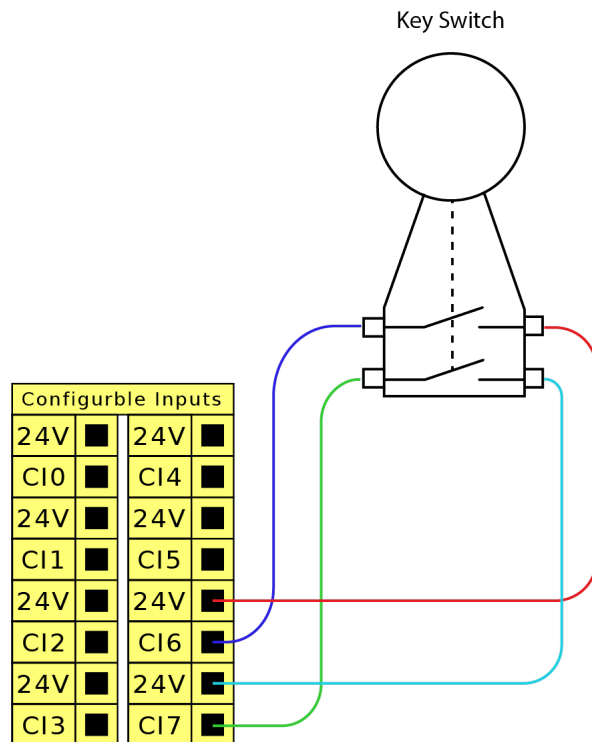 Key Switch
Configurble Inputs
24V 24V
CI0 CI4
24V 24V
CI1 CI5
24V 24V
CI2 CI6
24V 24V
CI3 CI7